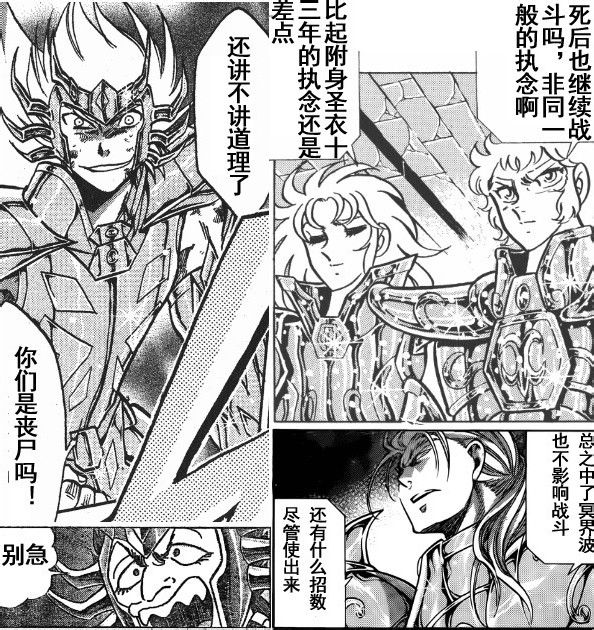 还讲不讲道理了
你们是丧尸吗！
别急
死后也继续战
斗吗，非同一
般的执念啊
比起附身圣衣十
三年的执念还是
差点
总之中了冥界波
也不影响战斗
还有什么招数
尽管使出来